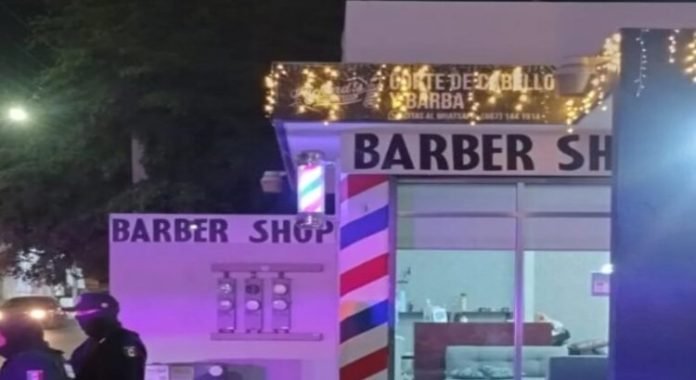 CORTE DE CABELLO
Y BARBA
BARBER SH
BARBER SHOP